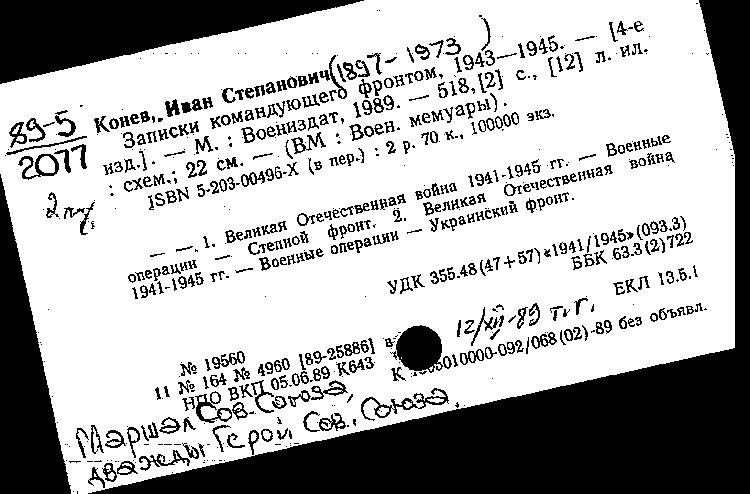 89-5
2077
Конев, Иван Степанович (1897-1973)
Записки командующего фронтом, 1943—1945. — [4-е
изд.]. — М. : Воениздат, 1989. — 518,[2] с., [12] л. ил.
: схем.; 22 см. — (ВМ : Воен. мемуары).
ISBN 5-203-00496-X (в пер.) : 2 р. 70 к., 100000 экз.
— —. 1. Великая Отечественная война 1941-1945 гг. — Военные
операции — Степной фронт. 2. Великая Отечественная война
1941-1945 гг. — Военные операции — Украинский фронт.
УДК 355.48(47+57)«1941/1945»(093.3)
ББК 63.3(2)722
12/XII-89 ЕКЛ 13.5.1
№ 19560
11 № 164 № 4960 [89-25886] в
НПО ВКП 05.06.89 К643
К 05010000-092/068(02)-89 без объявл.
Маршал Сов. Союза,
дважды Герой Сов. Союза.